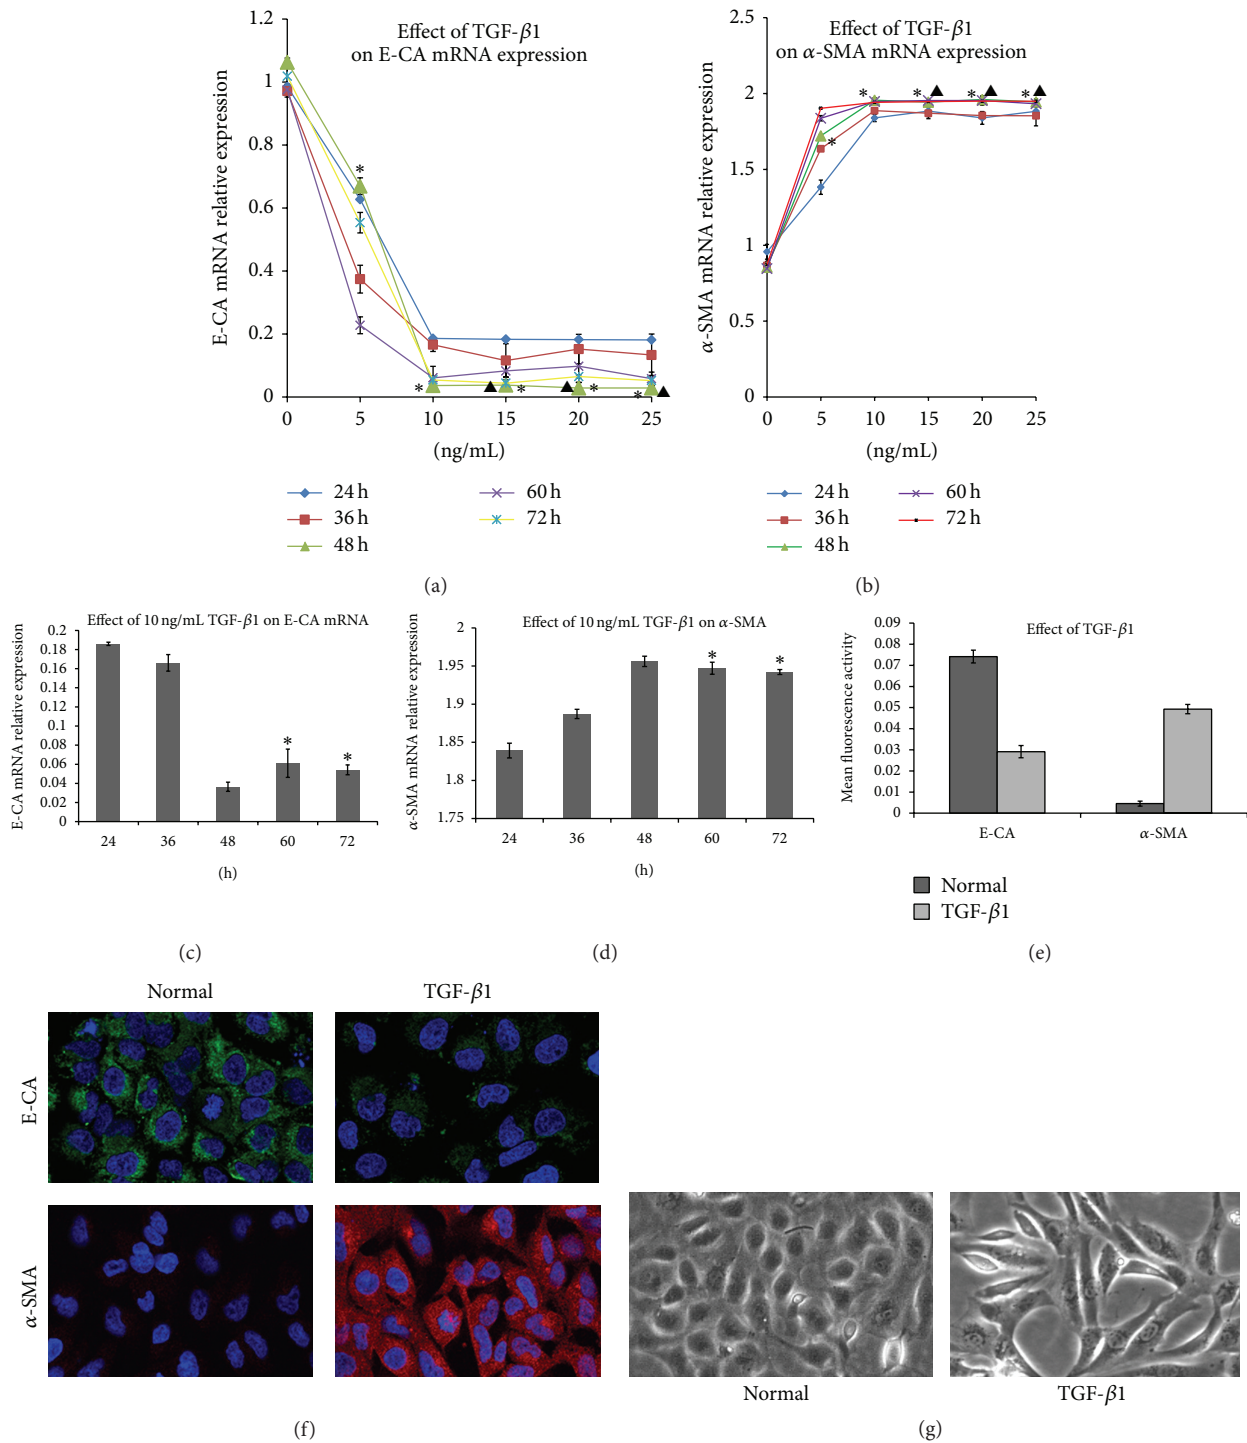 Effect of TGF-β1
on E-CA mRNA expression
E-CA mRNA relative expression
1.2
1
0.8
0.6
0.4
0.2
0
0 5 10 15 20 25
(ng/mL)
* * * * *
24 h
36 h
48 h
60 h
72 h
(a)
Effect of TGF-β1
on α-SMA mRNA expression
α-SMA mRNA relative expression
2.5
2
1.5
1
0.5
0
0 5 10 15 20 25
(ng/mL)
* * * * *
24 h
36 h
48 h
60 h
72 h
(b)
Effect of 10 ng/mL TGF-β1 on E-CA mRNA
E-CA mRNA relative expression
0.2
0.18
0.16
0.14
0.12
0.1
0.08
0.06
0.04
0.02
0
* *
24 36 48 60 72
(h)
(c)
Effect of 10 ng/mL TGF-β1 on α-SMA
α-SMA mRNA relative expression
2
1.95
1.9
1.85
1.8
1.75
* *
24 36 48 60 72
(h)
(d)
Effect of TGF-β1
Mean fluorescence activity
0.09
0.08
0.07
0.06
0.05
0.04
0.03
0.02
0.01
0
E-CA α-SMA
Normal
TGF-β1
(e)
Normal TGF-β1
E-CA
α-SMA
(f)
Normal TGF-β1
(g)